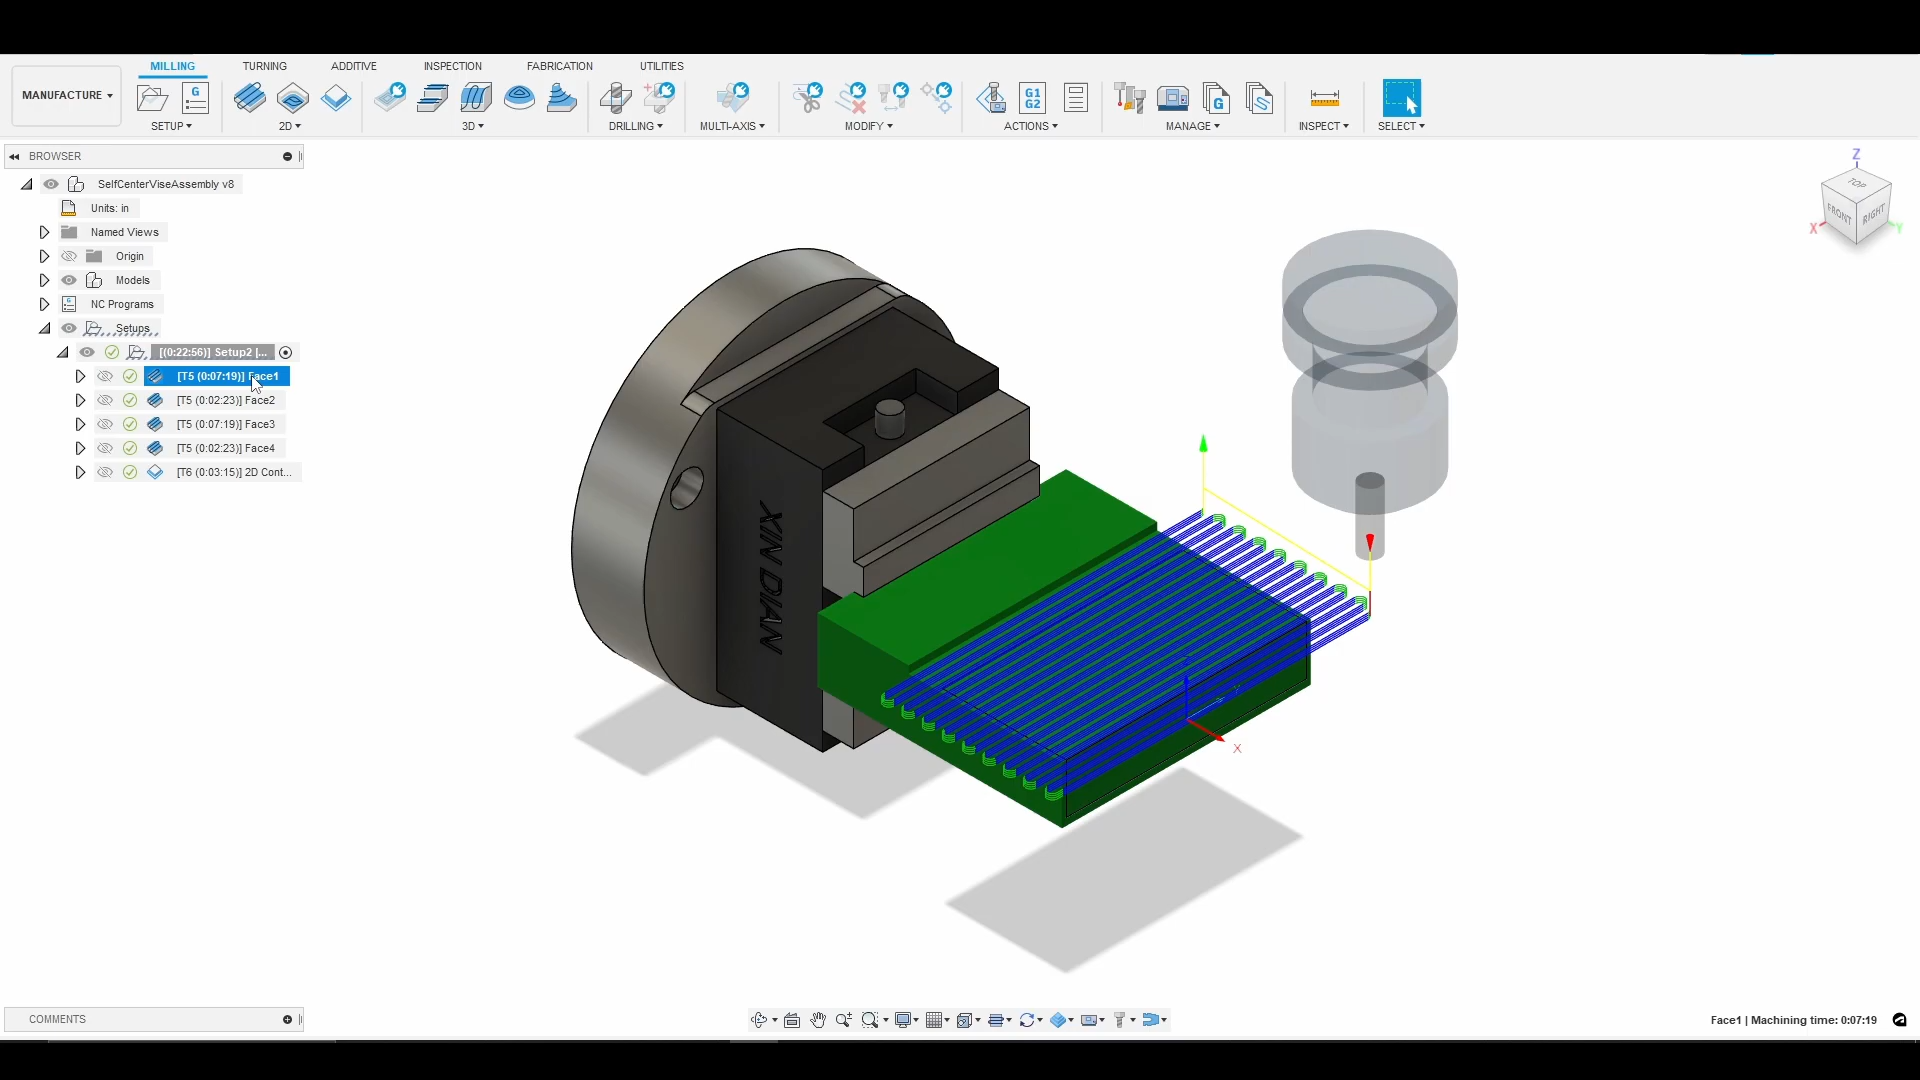 MILLING TURNING ADDITIVE INSPECTION FABRICATION UTILITIES
MANUFACTURE
G
G1
G2
G
SETUP 2D 3D DRILLING MULTI-AXIS MODIFY ACTIONS MANAGE INSPECT SELECT
BROWSER
SelfCenterViseAssembly v8
Units: in
Named Views
Origin
Models
NC Programs
Setups
[(0:22:56)] Setup2 |...
[T5 (0:07:19)] Face1
[T5 (0:02:23)] Face2
[T5 (0:07:19)] Face3
[T5 (0:02:23)] Face4
[T6 (0:03:15)] 2D Cont...
Z
TOP
FRONT
RIGHT
X
Y
XIN DIAN
Z
X
COMMENTS
Face1 | Machining time: 0:07:19